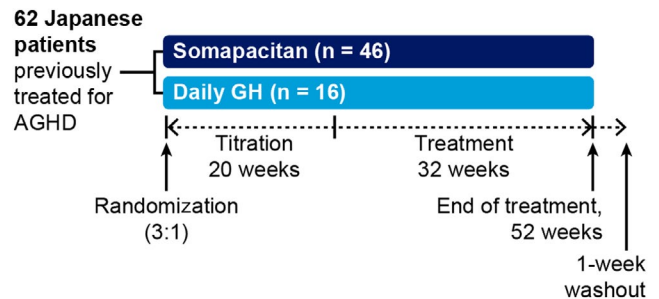 62 Japanese
patients
previously
treated for
AGHD
Somapacitan (n = 46)
Daily GH (n = 16)
Titration
20 weeks
Treatment
32 weeks
Randomization
(3:1)
End of treatment,
52 weeks
1-week
washout